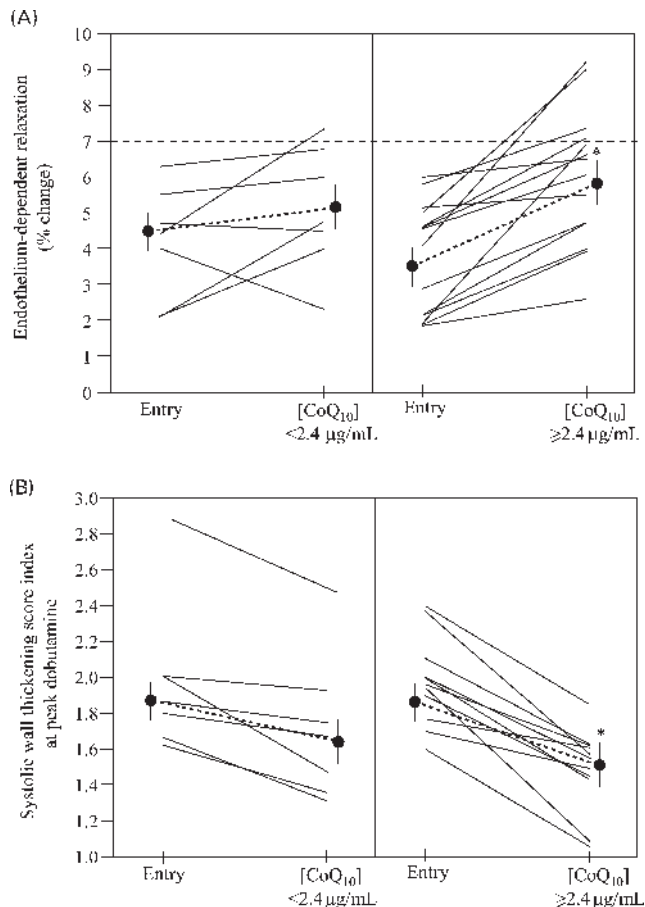 (A)
Endothelium-dependent relaxation
(% change)
10
9
8
7
6
5
4
3
2
1
0
*
Entry
[CoQ10]
<2.4 µg/mL
Entry
[CoQ10]
⩾2.4 µg/mL
(B)
Systolic wall thickening score index
at peak dobutamine
3.0
2.8
2.6
2.4
2.2
2.0
1.8
1.6
1.4
1.2
1.0
*
Entry
[CoQ10]
<2.4 µg/mL
Entry
[CoQ10]
⩾2.4 µg/mL